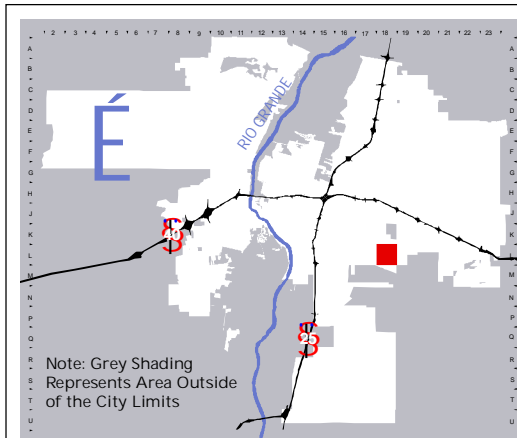 2 3 4 5 6 7 8 9 10 11 12 13 14 15 16 17 18 19 20 21 22 23
A A
B B
C C
D D
E E
F F
G G
H H
J J
K K
L L
M M
N N
P P
Q Q
R R
S S
T T
U U
RIO GRANDE
É
40
25
Note: Grey Shading
Represents Area Outside
of the City Limits